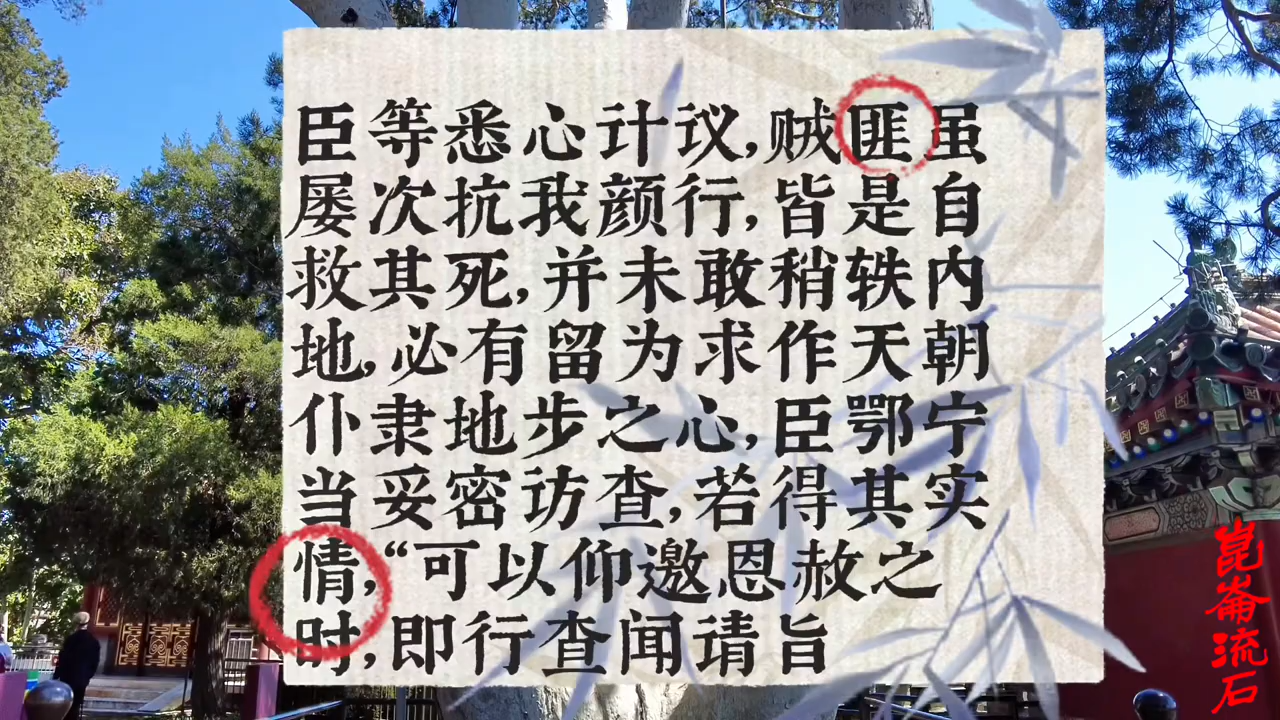 臣等悉心计议,贼匪虽
屡次抗我颜行,皆是自
救其死,并未敢稍轶内
地,必有留为求作天朝
仆隶地步之心,臣鄂宁
当妥密访查,若得其实
情,“可以仰邀恩赦之
时,即行查闻请旨
崑崙流石